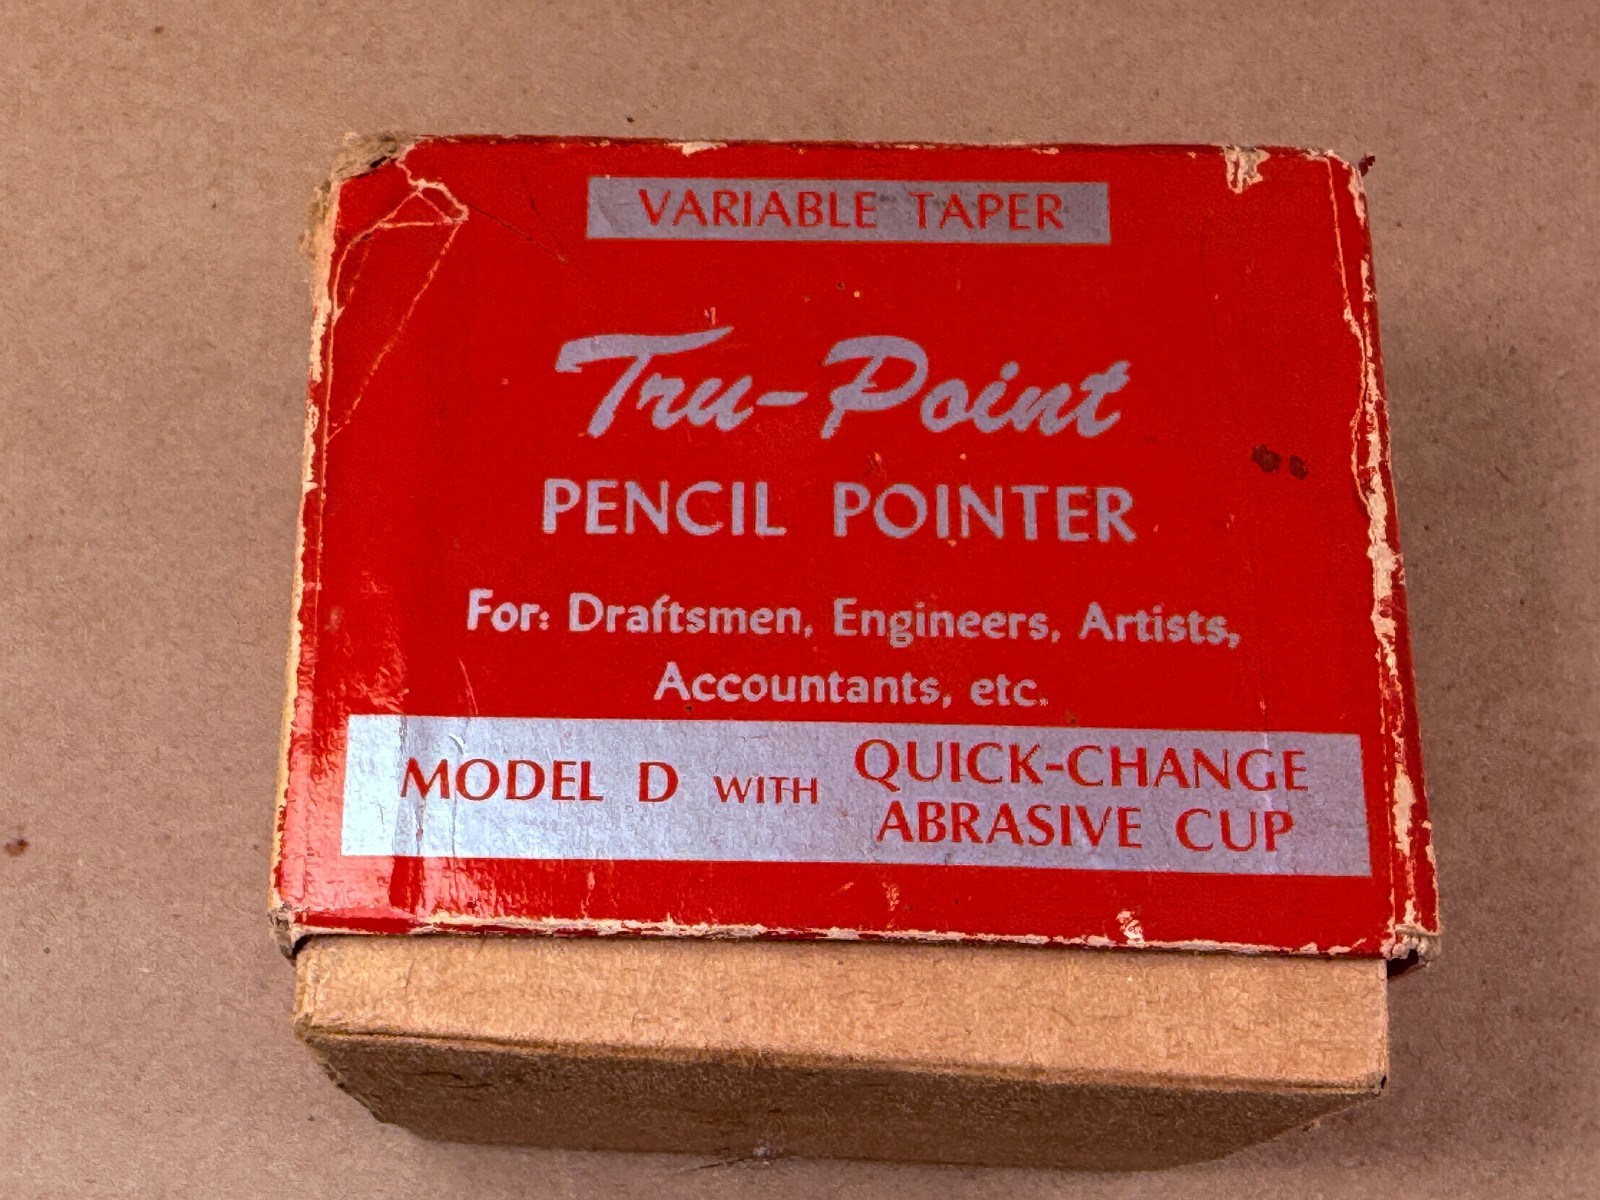 VARIABLE TAPER
Tru-Point
PENCIL POINTER
For: Draftsmen, Engineers, Artists,
Accountants, etc.
MODEL D WITH QUICK-CHANGE
ABRASIVE CUP